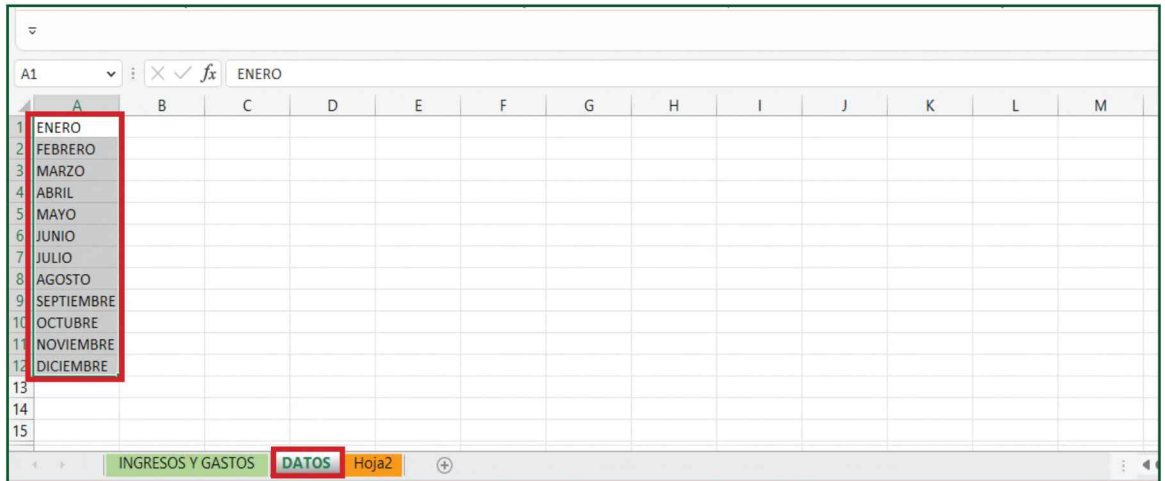 A1 fx ENERO
A B C D E F G H I J K L M
1 ENERO
2 FEBRERO
3 MARZO
4 ABRIL
5 MAYO
6 JUNIO
7 JULIO
8 AGOSTO
9 SEPTIEMBRE
10 OCTUBRE
11 NOVIEMBRE
12 DICIEMBRE
13
14
15
INGRESOS Y GASTOS DATOS Hoja2